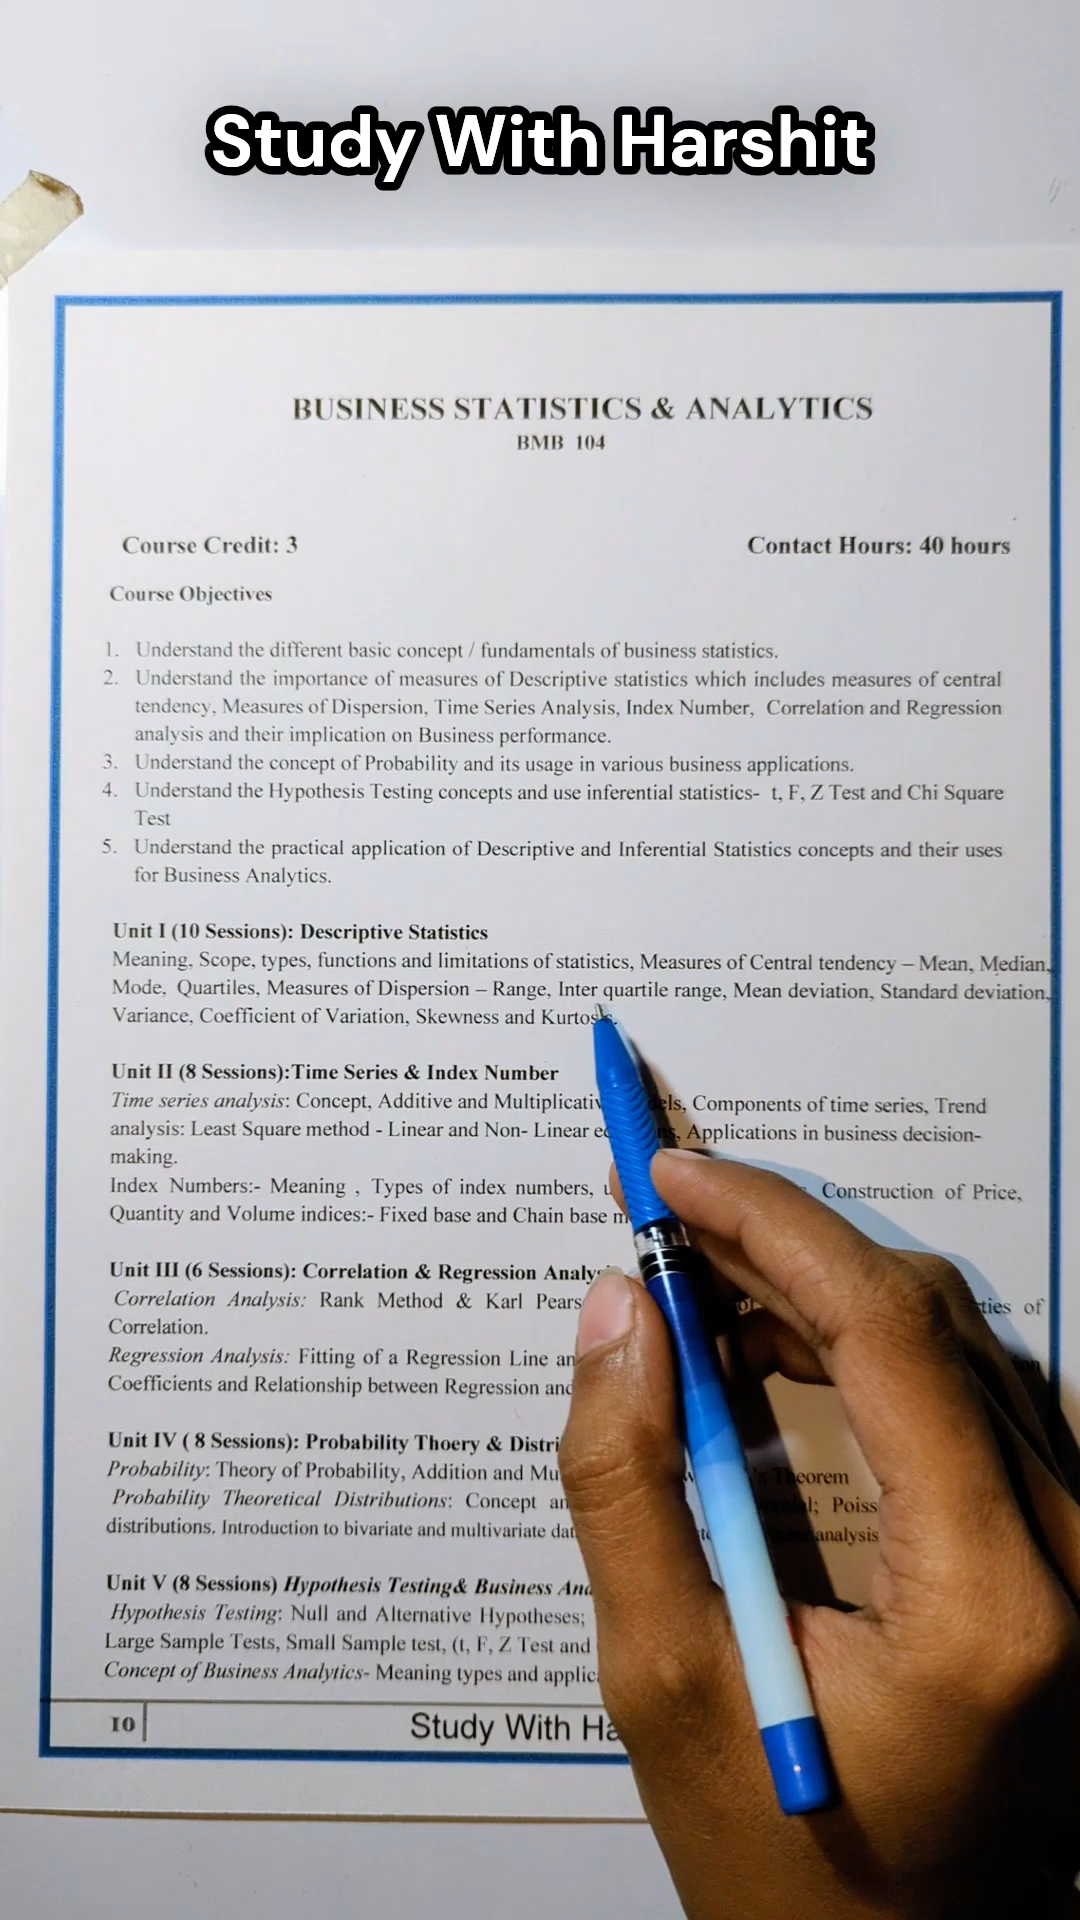 Study With Harshit
BUSINESS STATISTICS & ANALYTICS
BMB 104
Course Credit: 3 Contact Hours: 40 hours
Course Objectives
1. Understand the different basic concept / fundamentals of business statistics.
2. Understand the importance of measures of Descriptive statistics which includes measures of central
tendency, Measures of Dispersion, Time Series Analysis, Index Number, Correlation and Regression
analysis and their implication on Business performance.
3. Understand the concept of Probability and its usage in various business applications.
4. Understand the Hypothesis Testing concepts and use inferential statistics- t, F, Z Test and Chi Square
Test
5. Understand the practical application of Descriptive and Inferential Statistics concepts and their uses
for Business Analytics.
Unit I (10 Sessions): Descriptive Statistics
Meaning, Scope, types, functions and limitations of statistics, Measures of Central tendency – Mean, Median,
Mode, Quartiles, Measures of Dispersion – Range, Inter quartile range, Mean deviation, Standard deviation,
Variance, Coefficient of Variation, Skewness and Kurtosis.
Unit II (8 Sessions):Time Series & Index Number
Time series analysis: Concept, Additive and Components of time series, Trend
analysis: Least Square method - Linear and Non- Linear Applications in business decision-
making.
Index Numbers:- Meaning , Types of index numbers, Construction of Price,
Quantity and Volume indices:- Fixed base and Chain base
Unit III (6 Sessions): Correlation & Regression
Correlation Analysis: Rank Method & Karl of
Correlation.
Regression Analysis: Fitting of a Regression Line
Coefficients and Relationship between Regression
Unit IV ( 8 Sessions): Probability Thoery &
Probability: Theory of Probability, Addition and Theorem
Probability Theoretical Distributions: Concept
distributions. Introduction to bivariate and multivariate analysis
Unit V (8 Sessions) Hypothesis Testing& Business
Hypothesis Testing: Null and Alternative Hypotheses;
Large Sample Tests, Small Sample test, (t, F, Z Test and
Concept of Business Analytics- Meaning types and
10 Study With